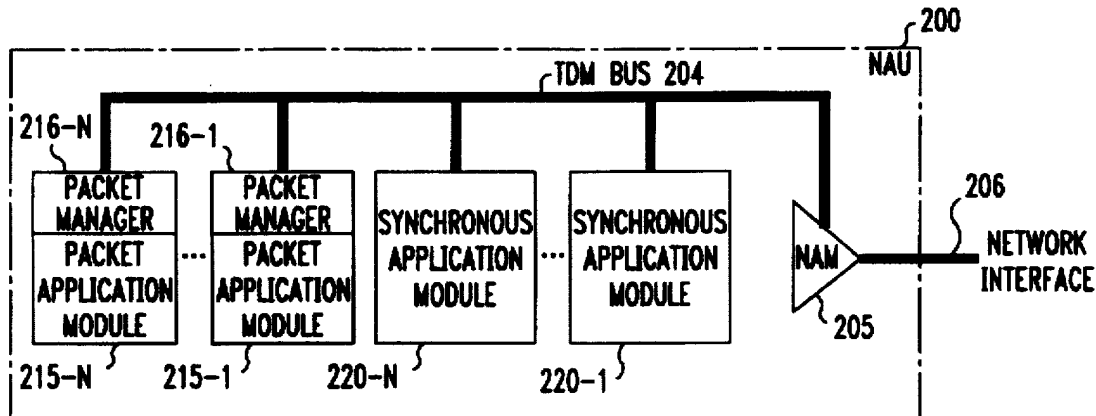 200
NAU
TDM BUS 204
216-N
216-1
PACKET
MANAGER
PACKET
APPLICATION
MODULE
...
PACKET
MANAGER
PACKET
APPLICATION
MODULE
SYNCHRONOUS
APPLICATION
MODULE
...
SYNCHRONOUS
APPLICATION
MODULE
NAM
206
NETWORK
INTERFACE
205
215-N
215-1
220-N
220-1